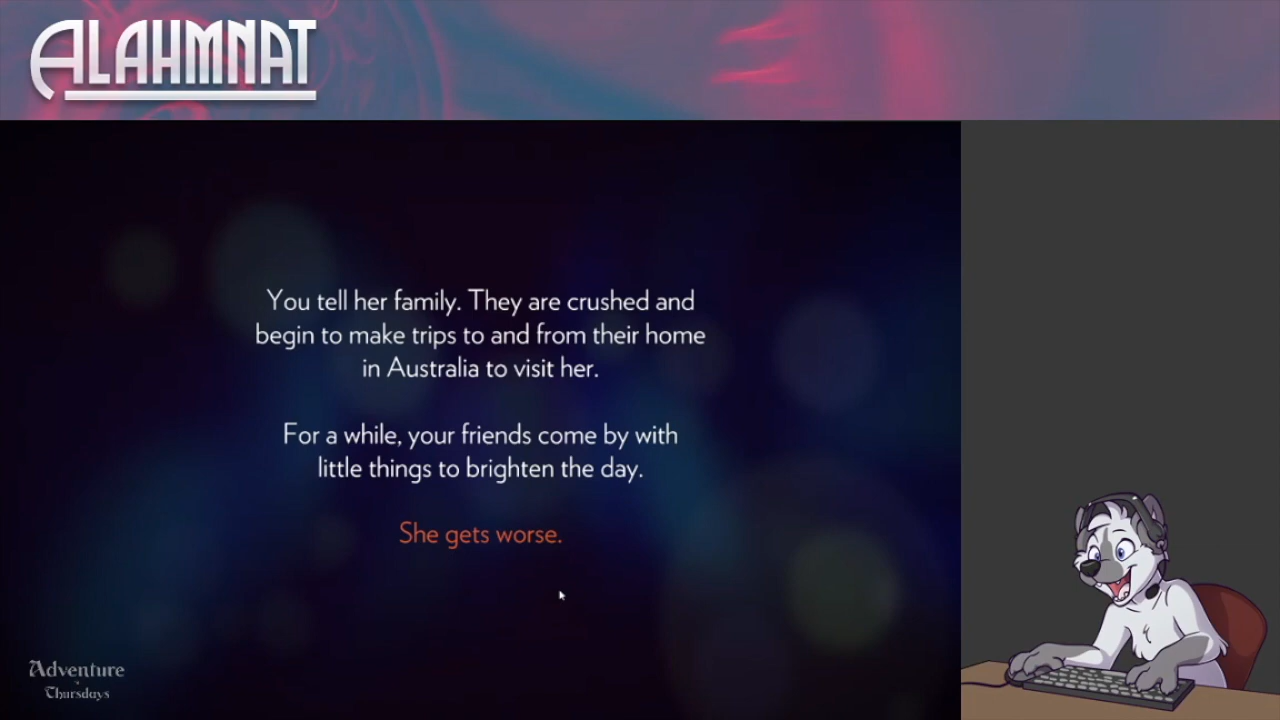 ALAHMNAT
You tell her family. They are crushed and
begin to make trips to and from their home
in Australia to visit her.
For a while, your friends come by with
little things to brighten the day.
She gets worse.
Adventure
Thursdays